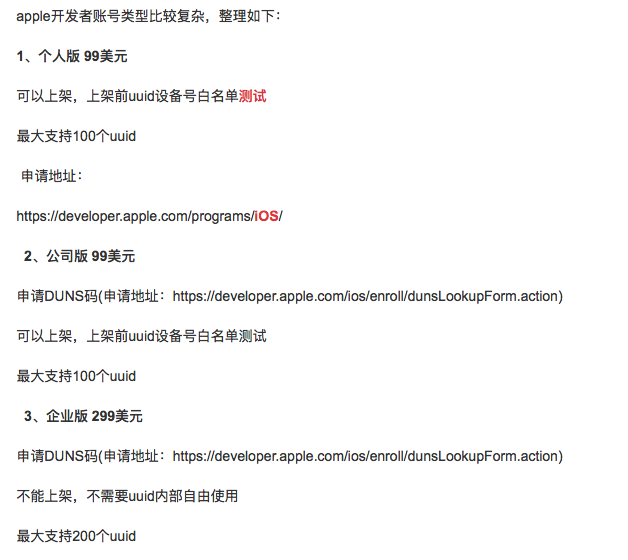 apple开发者账号类型比较复杂，整理如下：
1、个人版 99美元
可以上架，上架前uuid设备号白名单测试
最大支持100个uuid
申请地址：
https://developer.apple.com/programs/iOS/
2、公司版 99美元
申请DUNS码(申请地址：https://developer.apple.com/ios/enroll/dunsLookupForm.action)
可以上架，上架前uuid设备号白名单测试
最大支持100个uuid
3、企业版 299美元
申请DUNS码(申请地址：https://developer.apple.com/ios/enroll/dunsLookupForm.action)
不能上架，不需要uuid内部自由使用
最大支持200个uuid